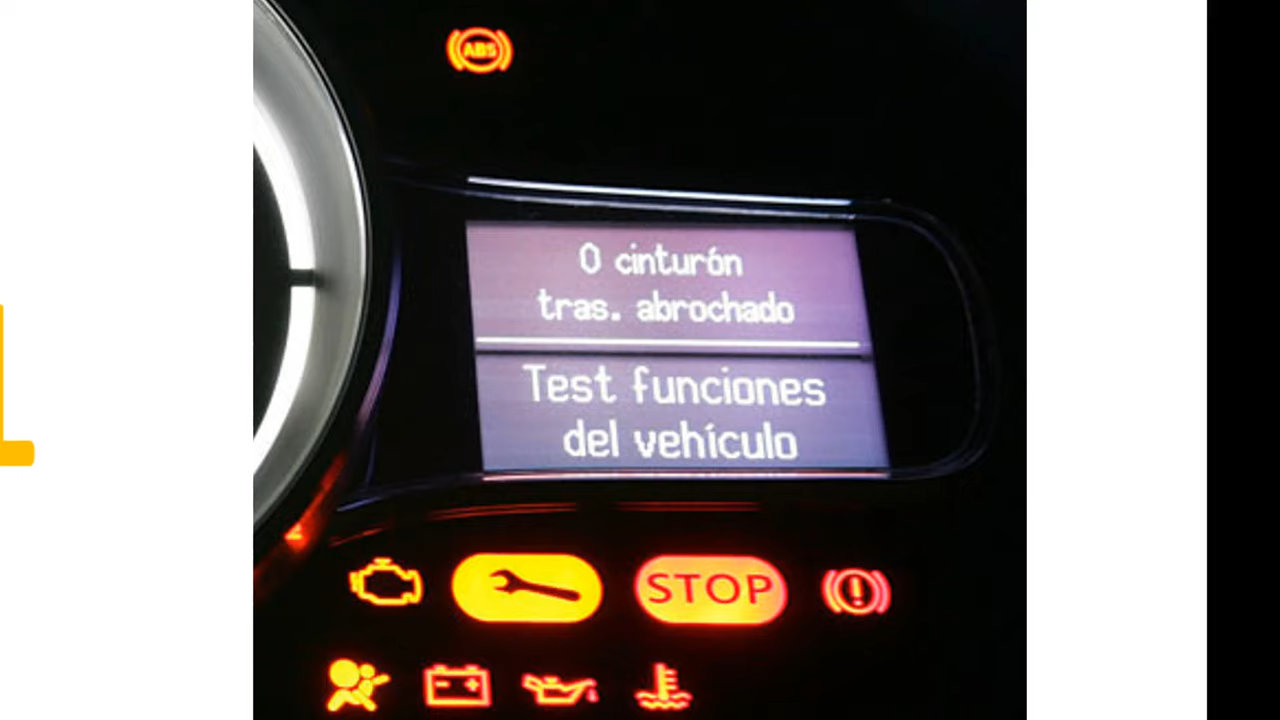 ABS
0 cinturón
tras. abrochado
Test funciones
del vehículo
STOP